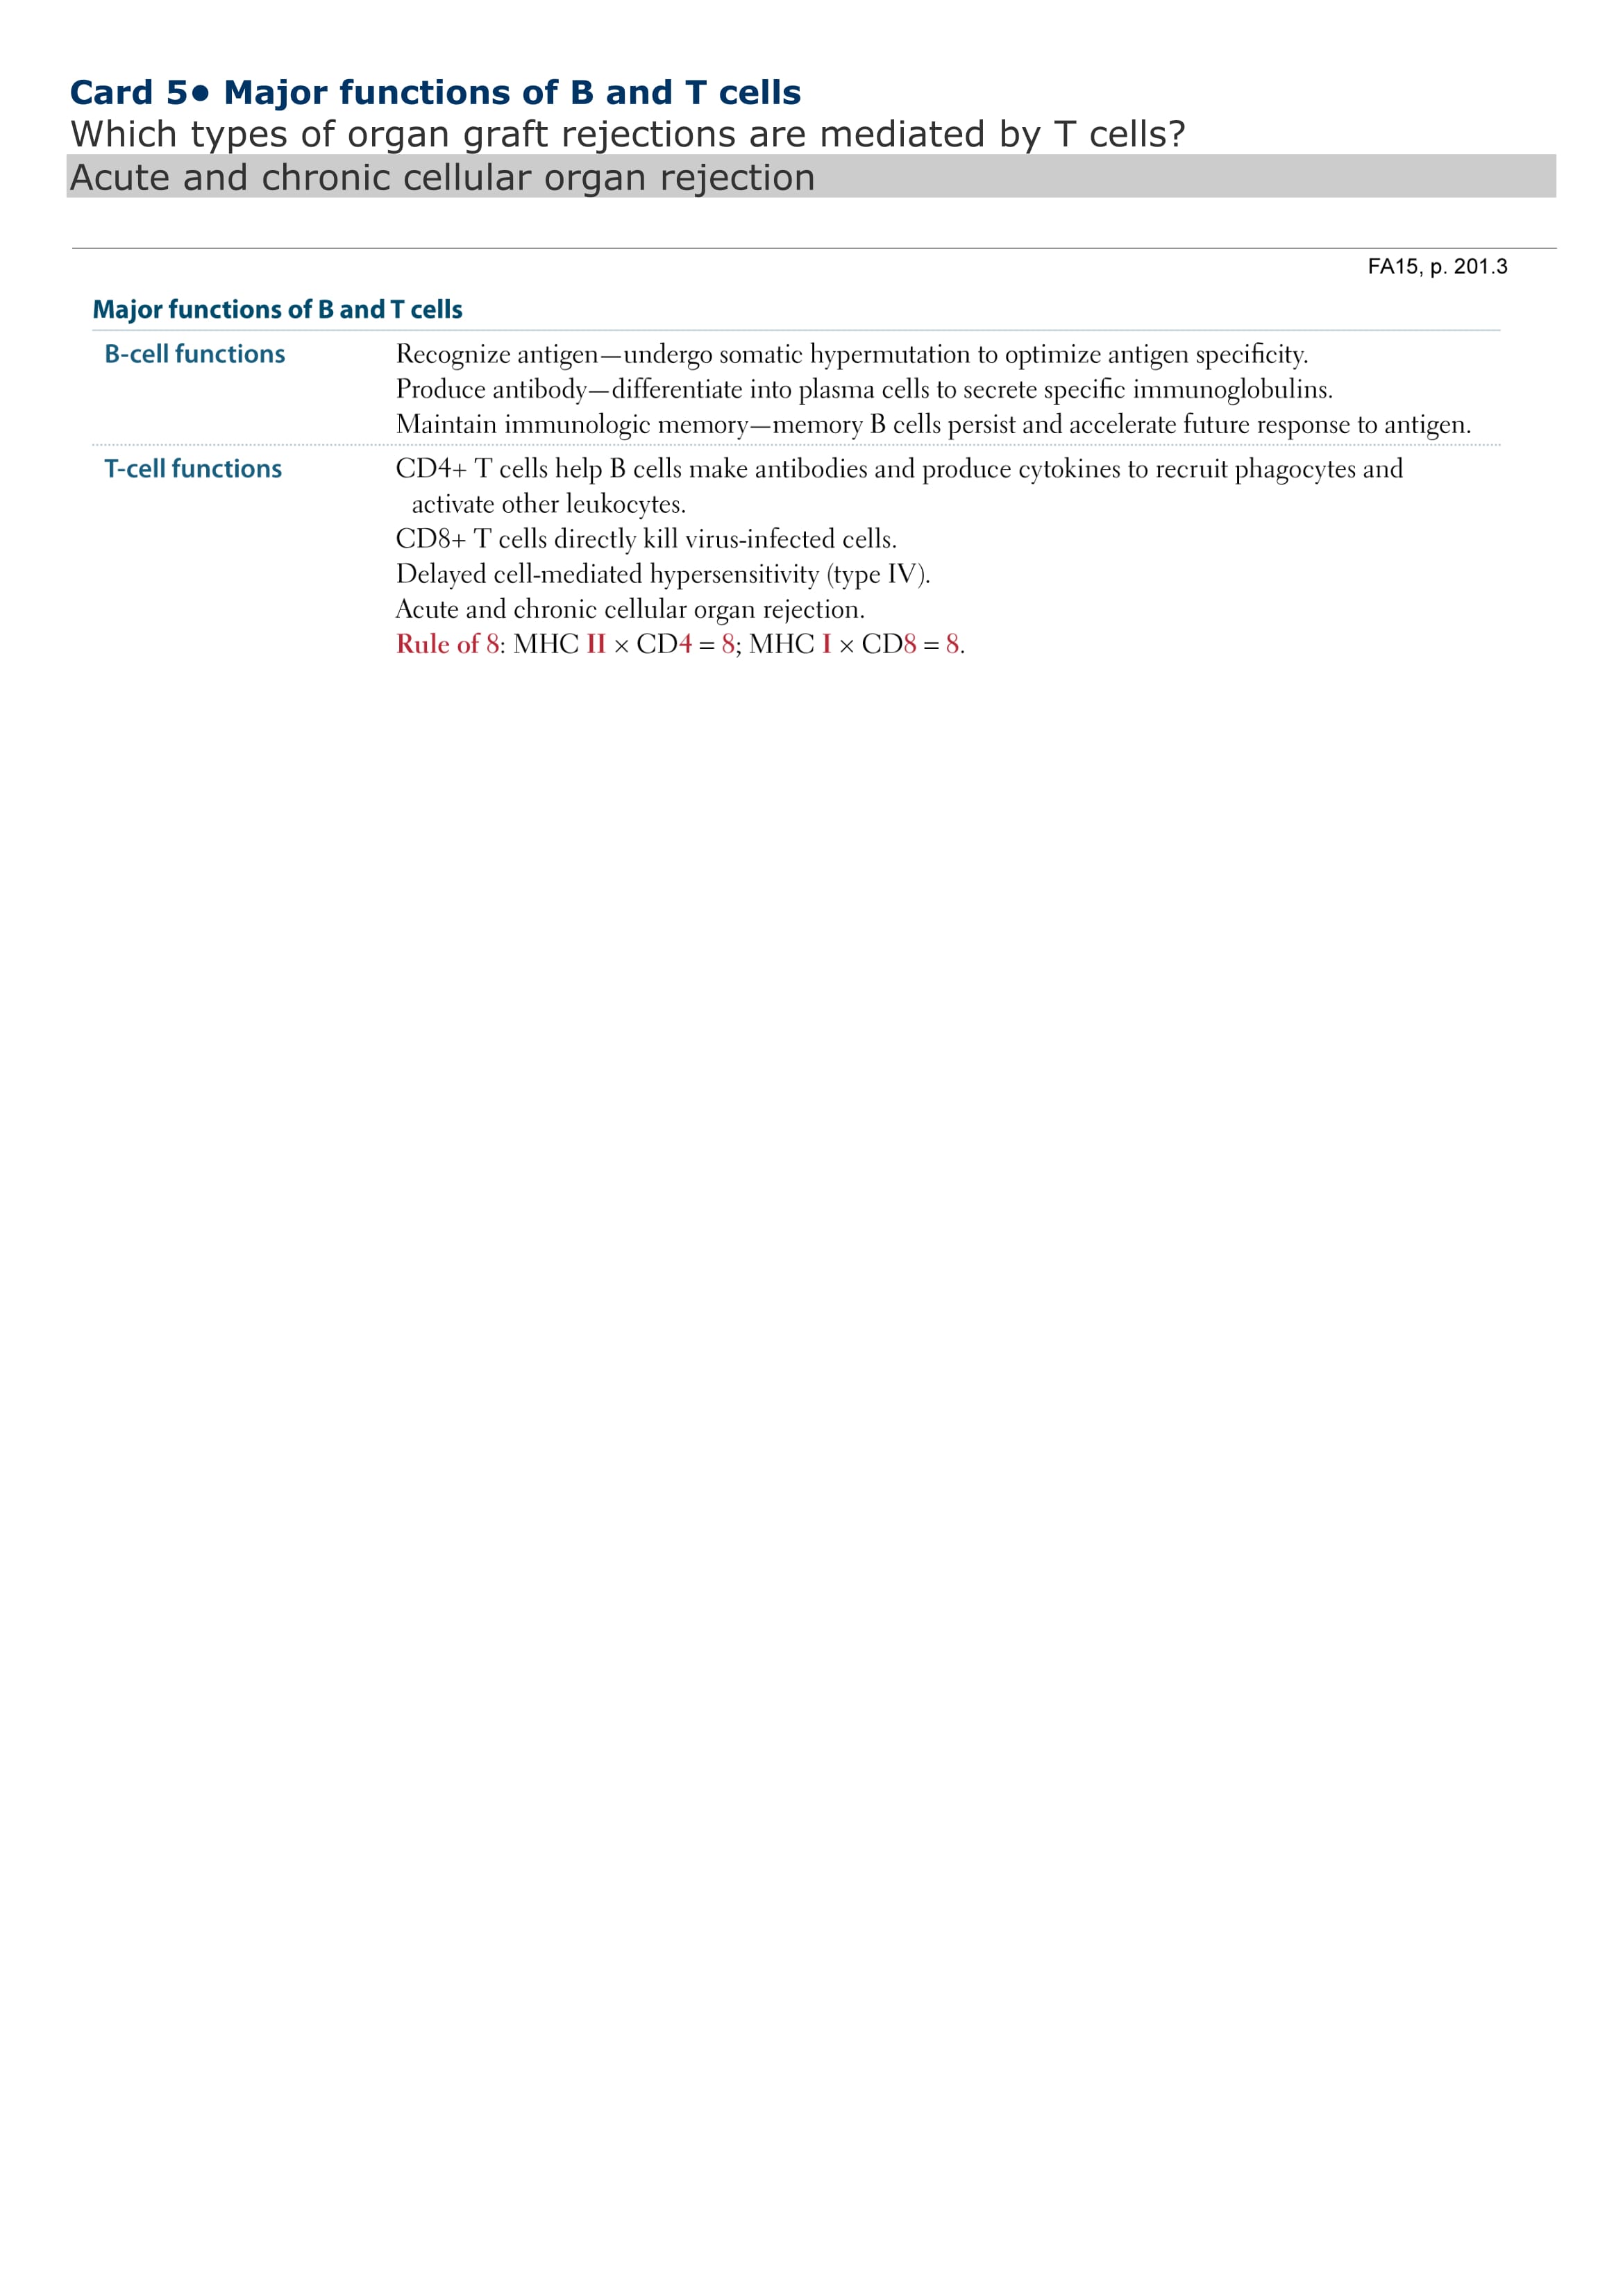 Card 5• Major functions of B and T cells
Which types of organ graft rejections are mediated by T cells?
Acute and chronic cellular organ rejection
FA15, p. 201.3
Major functions of B and T cells
B-cell functions
Recognize antigen—undergo somatic hypermutation to optimize antigen specificity.
Produce antibody—differentiate into plasma cells to secrete specific immunoglobulins.
Maintain immunologic memory—memory B cells persist and accelerate future response to antigen.
T-cell functions
CD4+ T cells help B cells make antibodies and produce cytokines to recruit phagocytes and
activate other leukocytes.
CD8+ T cells directly kill virus-infected cells.
Delayed cell-mediated hypersensitivity (type IV).
Acute and chronic cellular organ rejection.
Rule of 8: MHC II × CD4 = 8; MHC I × CD8 = 8.